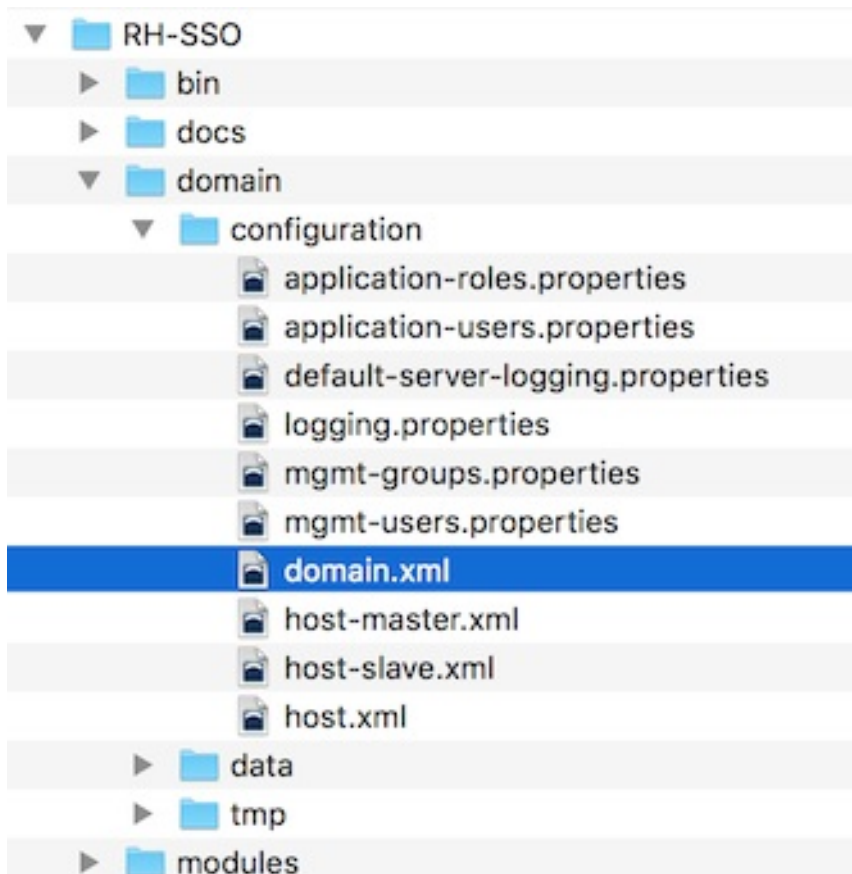 RH-SSO
bin
docs
domain
configuration
application-roles.properties
application-users.properties
default-server-logging.properties
logging.properties
mgmt-groups.properties
mgmt-users.properties
domain.xml
host-master.xml
host-slave.xml
host.xml
data
tmp
modules